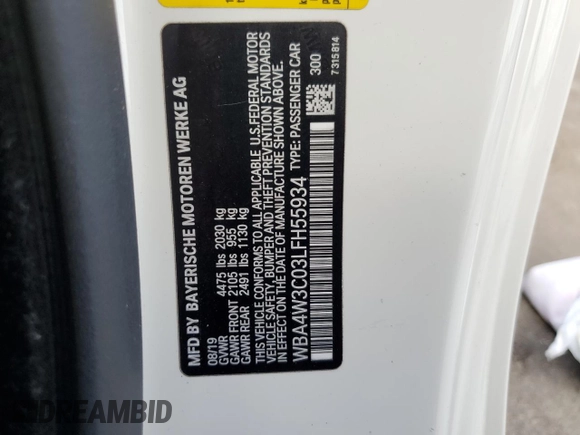 MFD BY BAYERISCHE MOTOREN WERKE AG
08/19
GVWR 4475 lbs 2030 kg
GAWR FRONT 2105 lbs 955 kg
GAWR REAR 2491 lbs 1130 kg
THIS VEHICLE CONFORMS TO ALL APPLICABLE U.S.FEDERAL MOTOR
VEHICLE SAFETY, BUMPER AND THEFT PREVENTION STANDARDS
IN EFFECT ON THE DATE OF MANUFACTURE SHOWN ABOVE.
WBA4W3C03LFH55934 TYPE: PASSENGER CAR
300
7315814
DREAMBID